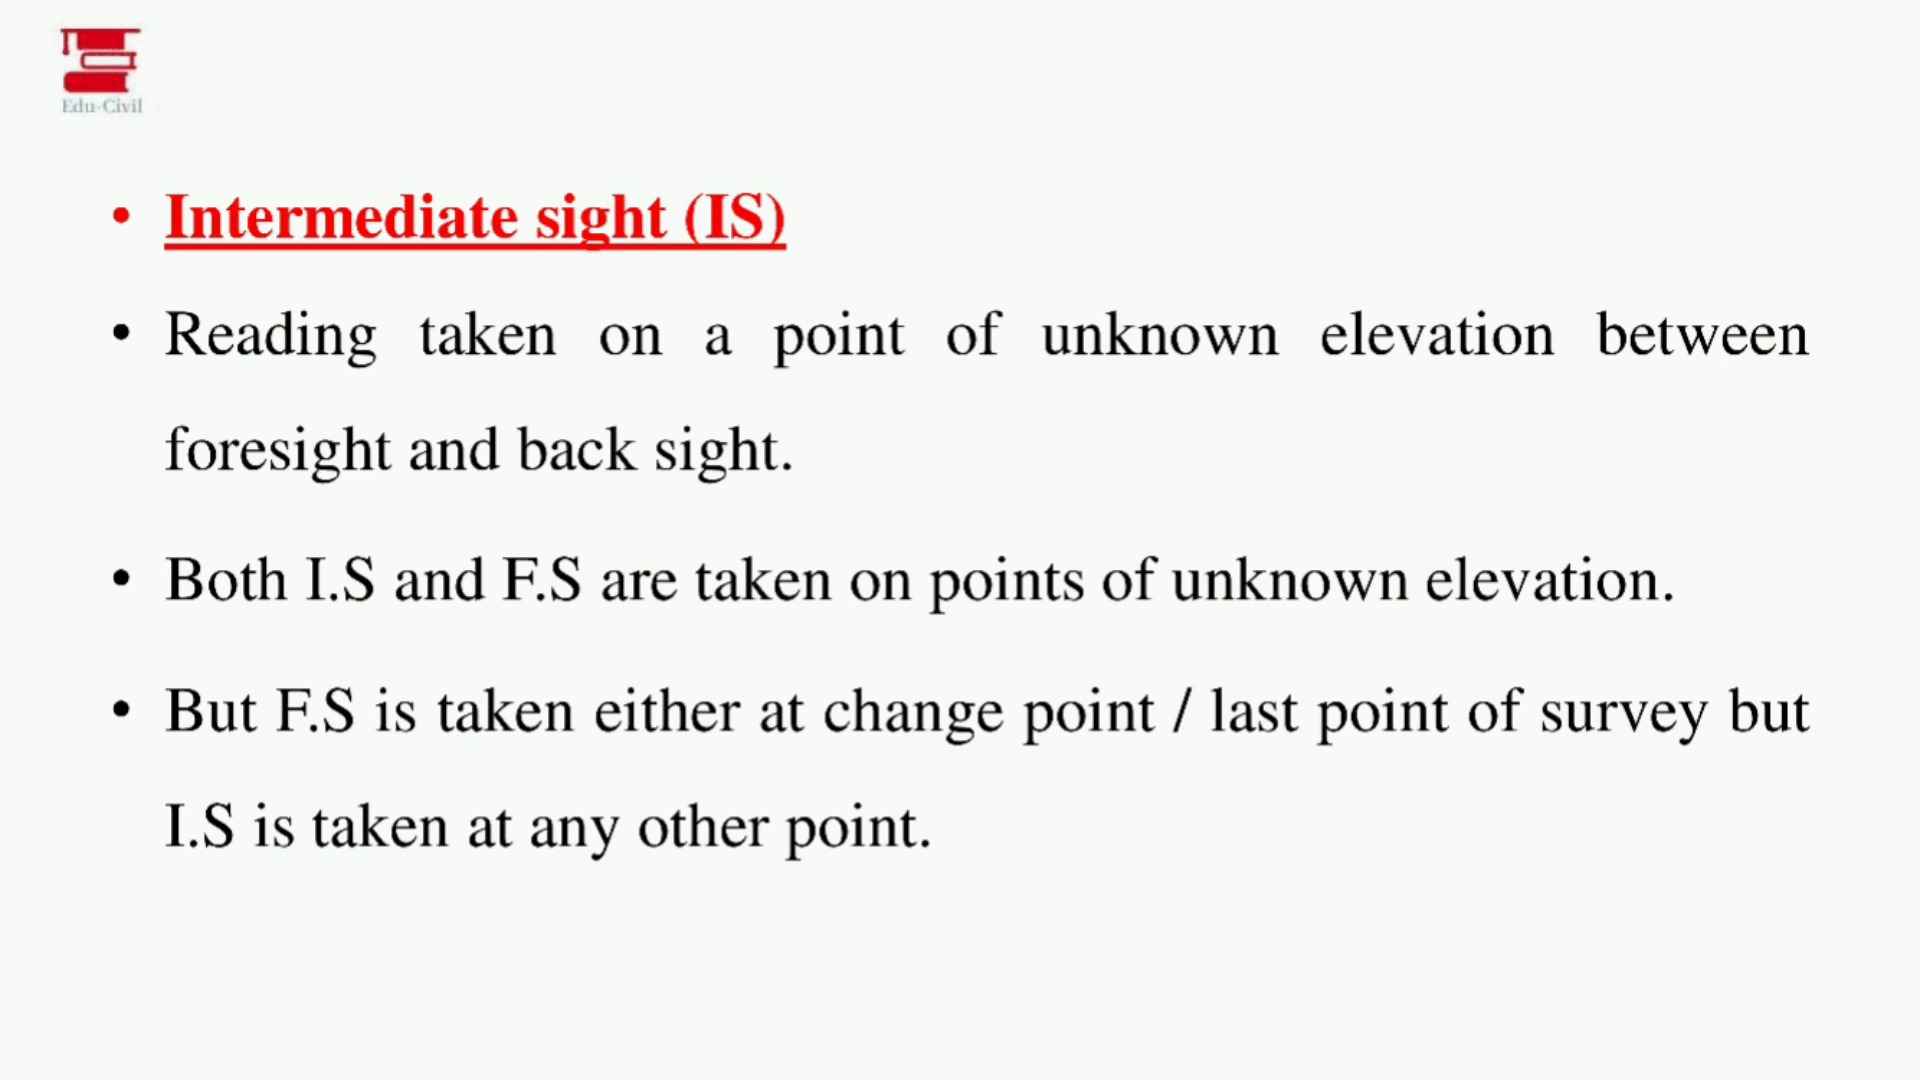 Edu-Civil
• Intermediate sight (IS)
• Reading taken on a point of unknown elevation between
foresight and back sight.
• Both I.S and F.S are taken on points of unknown elevation.
• But F.S is taken either at change point / last point of survey but
I.S is taken at any other point.